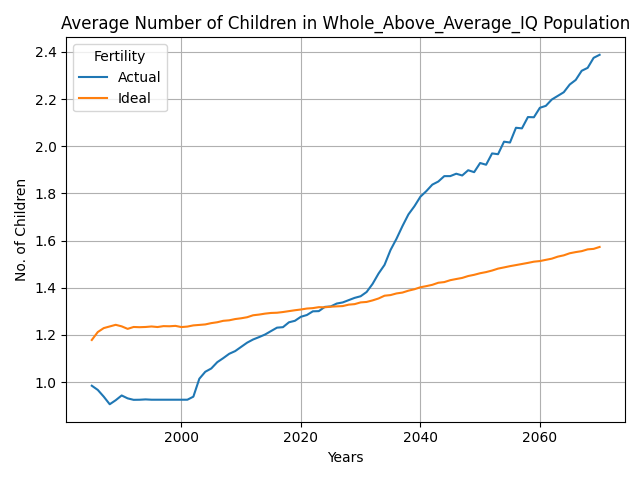 Average Number of Children in Whole_Above_Average_IQ Population
Fertility
Actual
Ideal
2.4
2.2
2.0
1.8
1.6
1.4
1.2
1.0
No. of Children
2000
2020
2040
2060
Years